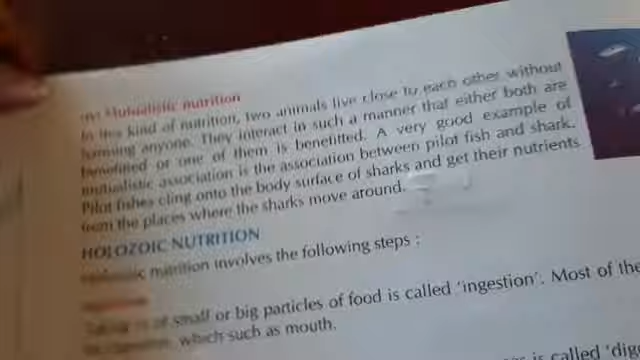 Mutualistic nutrition
In this kind of nutrition, two animals live close to each other without
harming anyone. They interact in such a manner that either both are
benefitted or one of them is benefitted. A very good example of
mutualistic association is the association between pilot fish and shark.
Pilot fishes cling onto the body surface of sharks and get their nutrients
from the places where the sharks move around.
HOLOZOIC NUTRITION
nutrition involves the following steps :
of small or big particles of food is called 'ingestion'. Most of the
which such as mouth.
is called 'dige